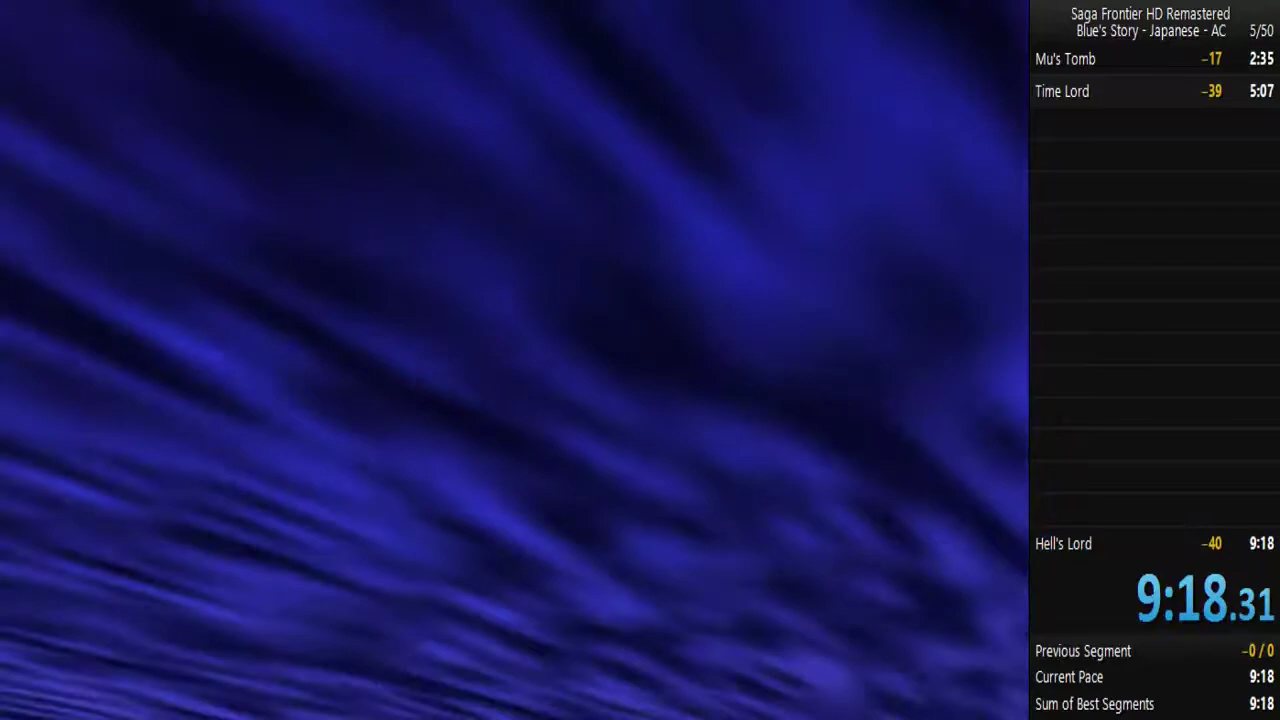 Saga Frontier HD Remastered
Blue's Story - Japanese - AC 5/50
Mu's Tomb −17 2:35
Time Lord −39 5:07
Hell's Lord −40 9:18
9:18.31
Previous Segment −0 / 0
Current Pace 9:18
Sum of Best Segments 9:18